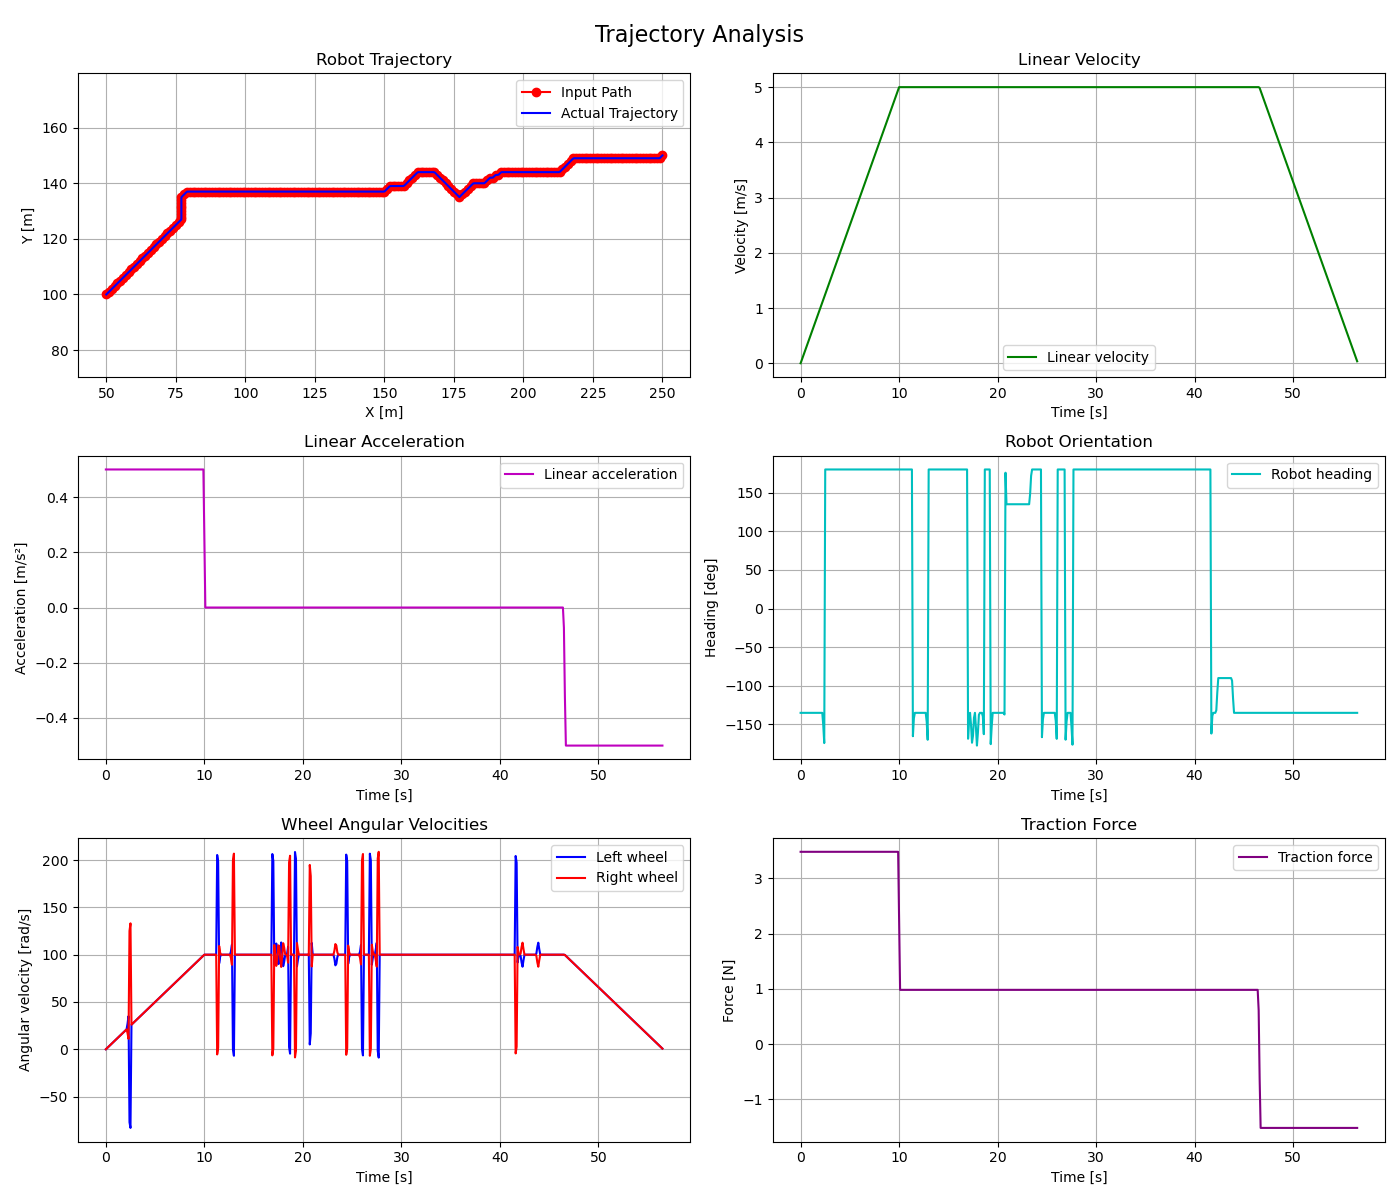 Trajectory Analysis
Robot Trajectory
Input Path
Actual Trajectory
160
140
120
100
80
Y [m]
50 75 100 125 150 175 200 225 250
X [m]
Linear Velocity
5
4
3
2
1
0
Velocity [m/s]
Linear velocity
0 10 20 30 40 50
Time [s]
Linear Acceleration
Linear acceleration
0.4
0.2
0.0
−0.2
−0.4
Acceleration [m/s²]
0 10 20 30 40 50
Time [s]
Robot Orientation
Robot heading
150
100
50
0
−50
−100
−150
Heading [deg]
0 10 20 30 40 50
Time [s]
Wheel Angular Velocities
Left wheel
Right wheel
200
150
100
50
0
−50
Angular velocity [rad/s]
0 10 20 30 40 50
Time [s]
Traction Force
Traction force
3
2
1
0
−1
Force [N]
0 10 20 30 40 50
Time [s]